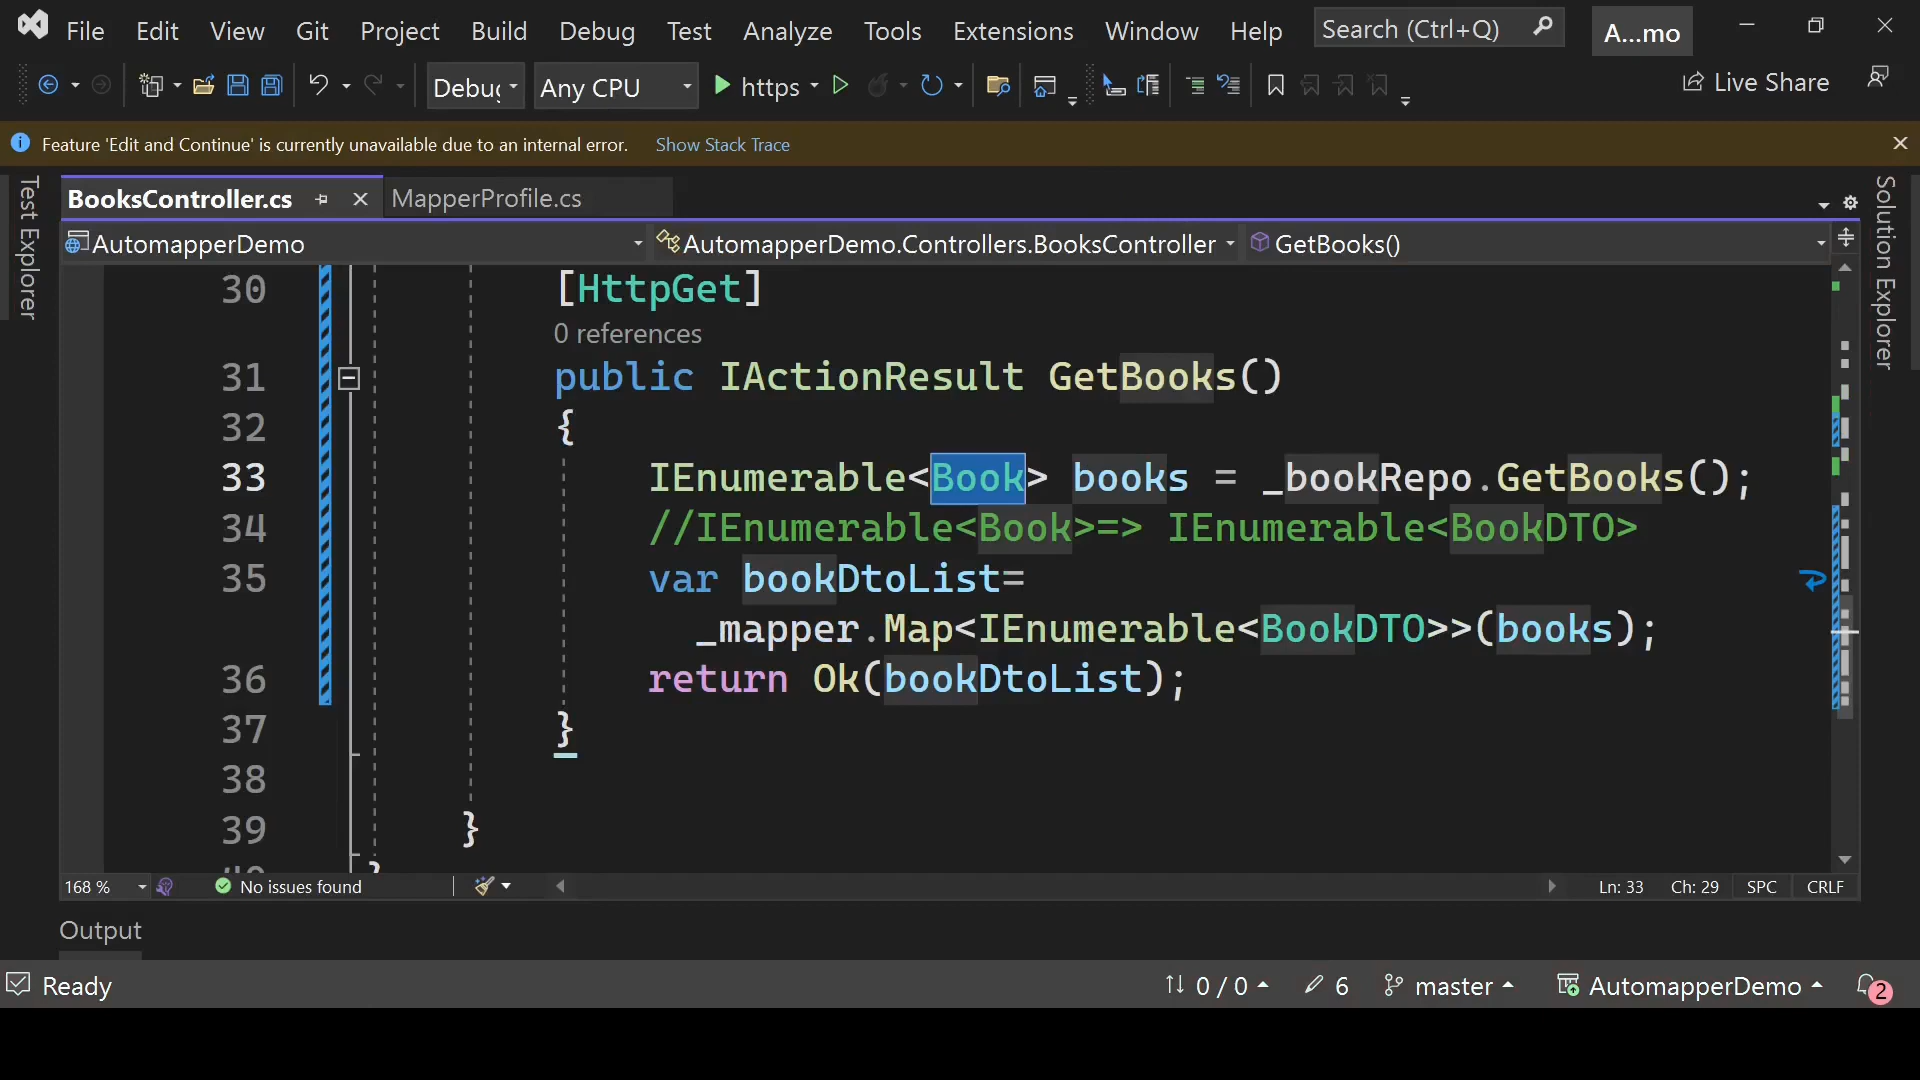 File Edit View Git Project Build Debug Test Analyze Tools Extensions Window Help Search (Ctrl+Q) A...mo
Debug Any CPU https Live Share
Feature 'Edit and Continue' is currently unavailable due to an internal error. Show Stack Trace
Test Explorer
BooksController.cs MapperProfile.cs
Solution Explorer
AutomapperDemo AutomapperDemo.Controllers.BooksController GetBooks()
30 [HttpGet]
0 references
31 public IActionResult GetBooks()
32 {
33 IEnumerable<Book> books = _bookRepo.GetBooks();
34 //IEnumerable<Book>=> IEnumerable<BookDTO>
35 var bookDtoList=
_mapper.Map<IEnumerable<BookDTO>>(books);
36 return Ok(bookDtoList);
37 }
38
39 }
168 % No issues found Ln: 33 Ch: 29 SPC CRLF
Output
Ready 0 / 0 6 master AutomapperDemo 2